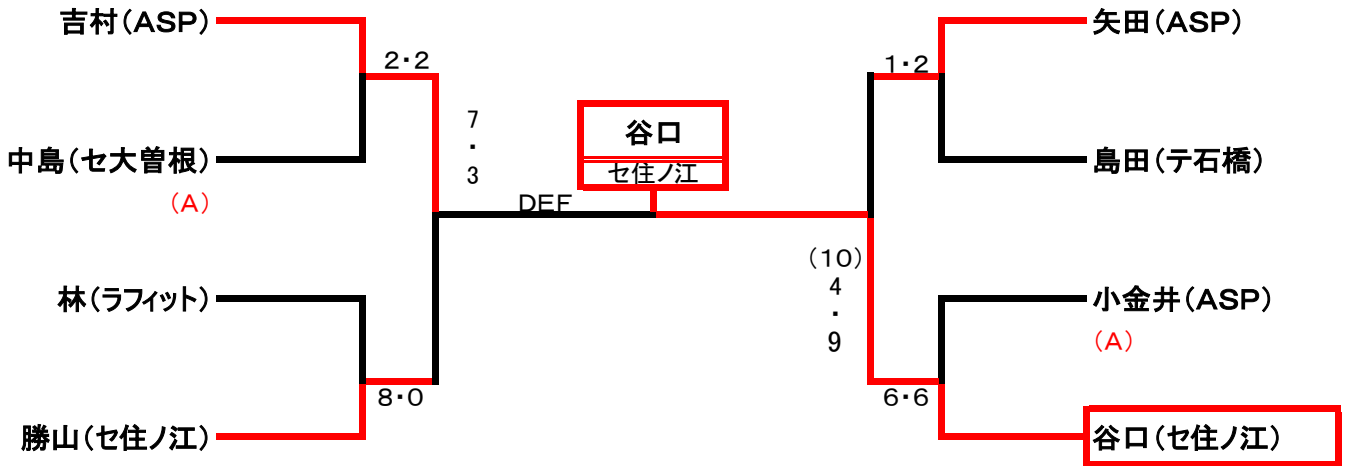 吉村（ASP）
2・2
中島（セ大曽根）
（A）
7・3
林（ラフィット）
8・0
勝山（セ住ノ江）
DEF
谷口
セ住ノ江
矢田（ASP）
1・2
島田（テ石橋）
（10）
4・9
小金井（ASP）
（A）
6・6
谷口（セ住ノ江）